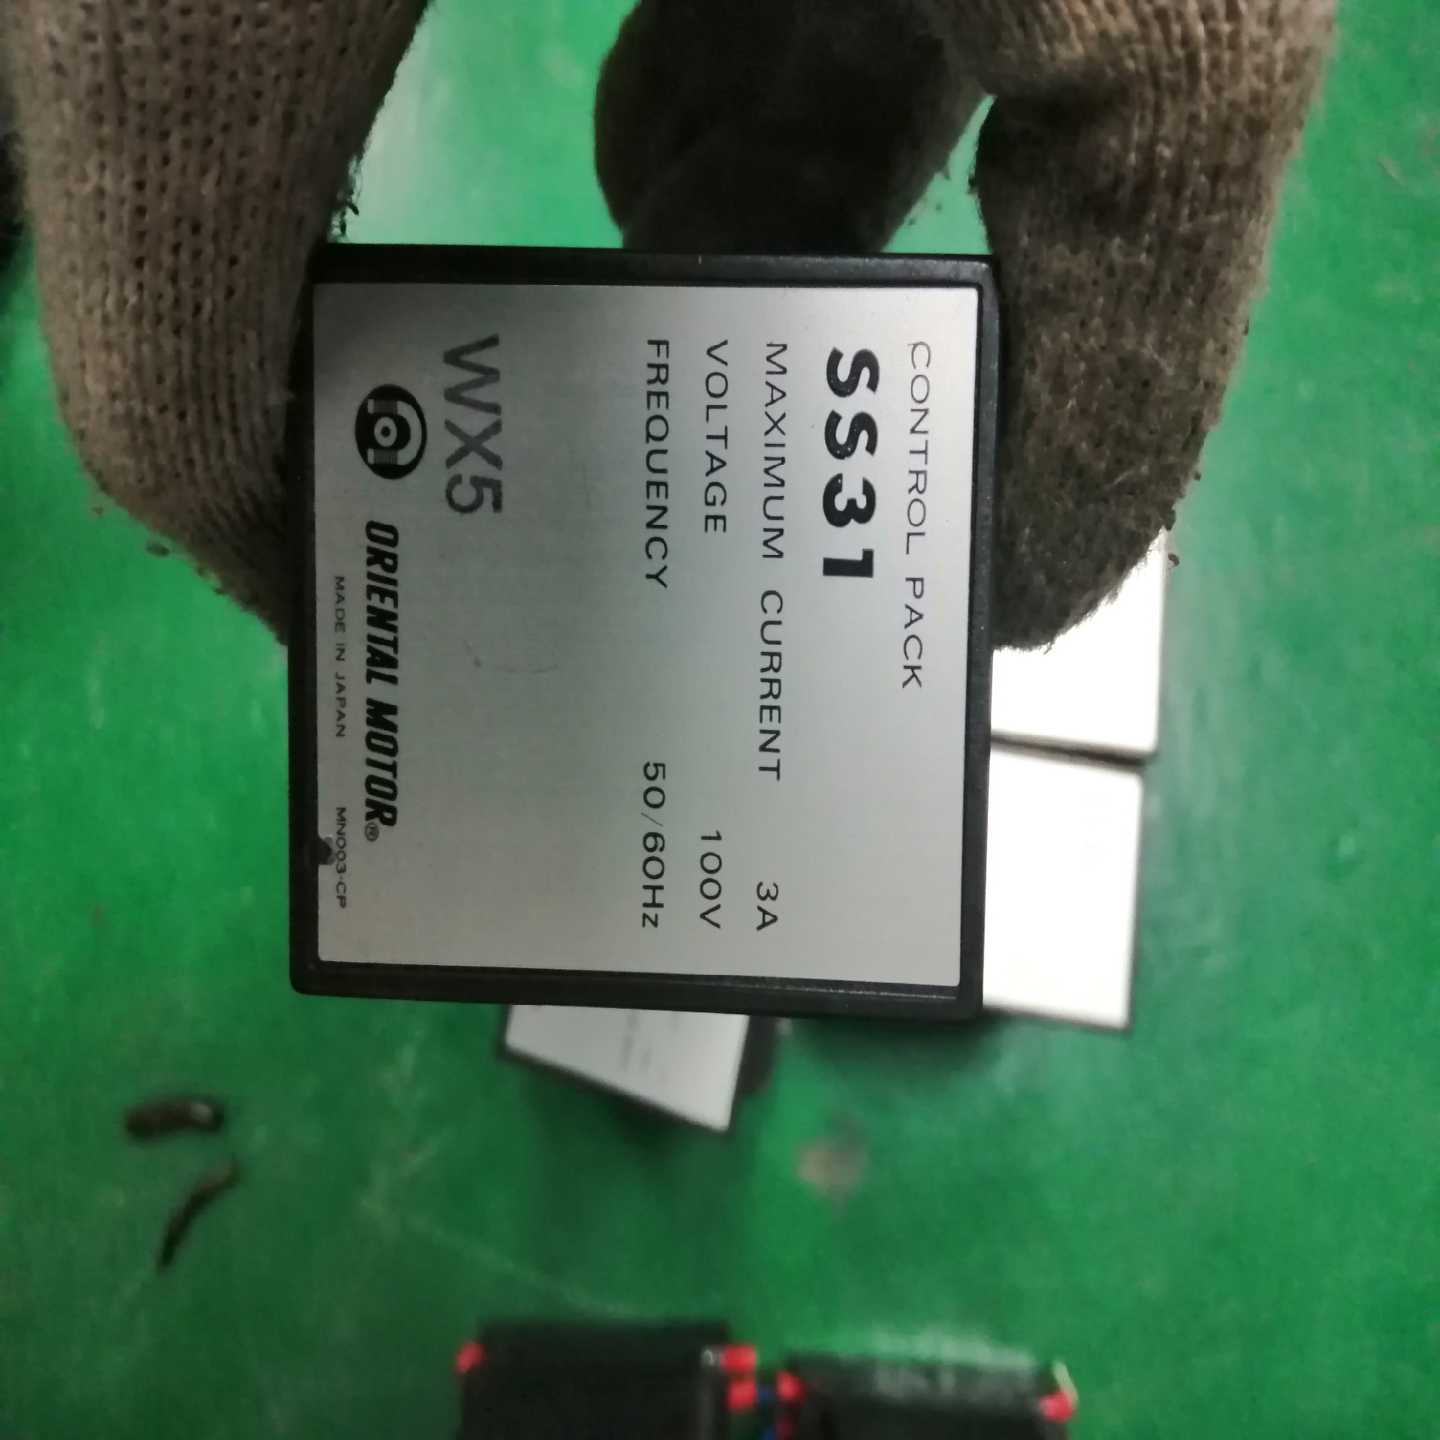 CONTROL PACK
SS31
MAXIMUM CURRENT 3A
VOLTAGE 100V
FREQUENCY 50/60Hz
WX5
ORIENTAL MOTOR®
MADE IN JAPAN MN003-CP